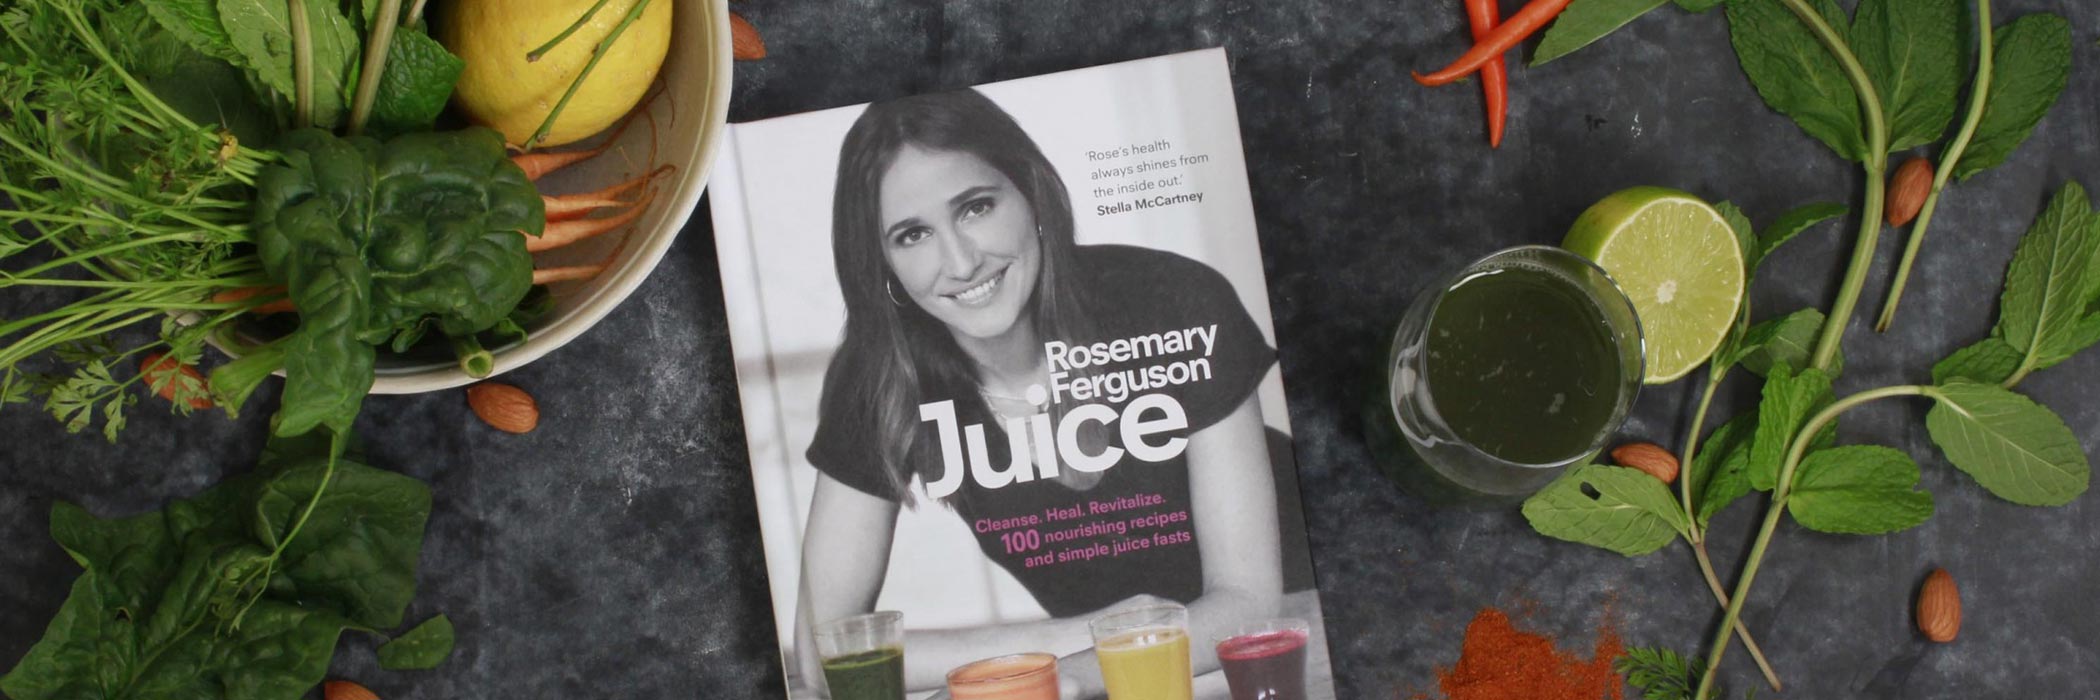 'Rose's health
always shines from
the inside out.'
Stella McCartney
Rosemary
Ferguson
Juice
Cleanse. Heal. Revitalize.
100 nourishing recipes
and simple juice fasts